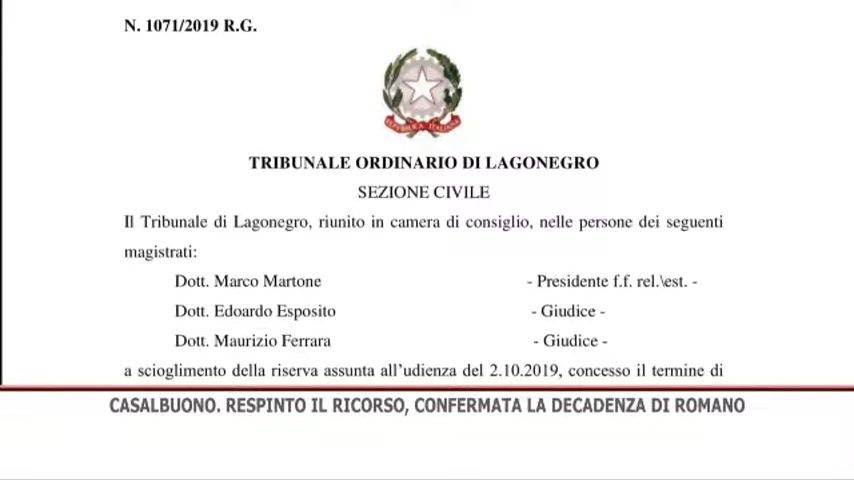 N. 1071/2019 R.G.
REPVBBLICA ITALIANA
TRIBUNALE ORDINARIO DI LAGONEGRO
SEZIONE CIVILE
Il Tribunale di Lagonegro, riunito in camera di consiglio, nelle persone dei seguenti
magistrati:
Dott. Marco Martone - Presidente f.f. rel.\est. -
Dott. Edoardo Esposito - Giudice -
Dott. Maurizio Ferrara - Giudice -
a scioglimento della riserva assunta all’udienza del 2.10.2019, concesso il termine di
CASALBUONO. RESPINTO IL RICORSO, CONFERMATA LA DECADENZA DI ROMANO